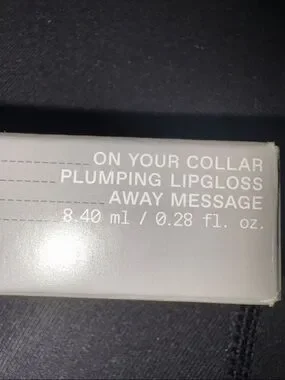 ON YOUR COLLAR
PLUMPING LIPGLOSS
AWAY MESSAGE
8.40 ml / 0.28 fl. oz.